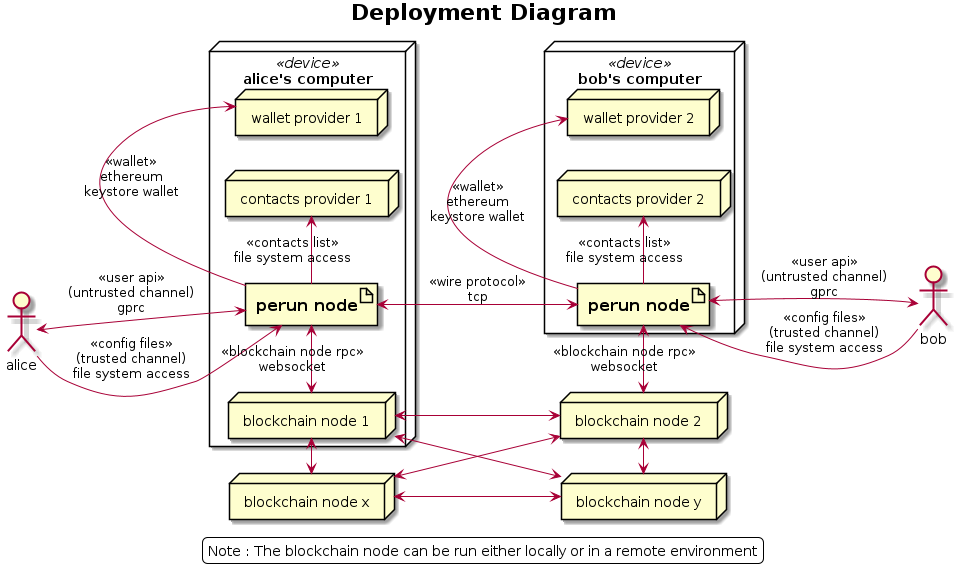 Deployment Diagram
«device»
alice's computer
wallet provider 1
«wallet»
ethereum
keystore wallet
contacts provider 1
«contacts list»
file system access
«user api»
(untrusted channel)
gprc
perun node
alice
«config files»
(trusted channel)
file system access
«blockchain node rpc»
websocket
blockchain node 1
blockchain node x
«wire protocol»
tcp
«device»
bob's computer
wallet provider 2
«wallet»
ethereum
keystore wallet
contacts provider 2
«contacts list»
file system access
perun node
«user api»
(untrusted channel)
gprc
bob
«config files»
(trusted channel)
file system access
«blockchain node rpc»
websocket
blockchain node 2
blockchain node y
Note : The blockchain node can be run either locally or in a remote environment